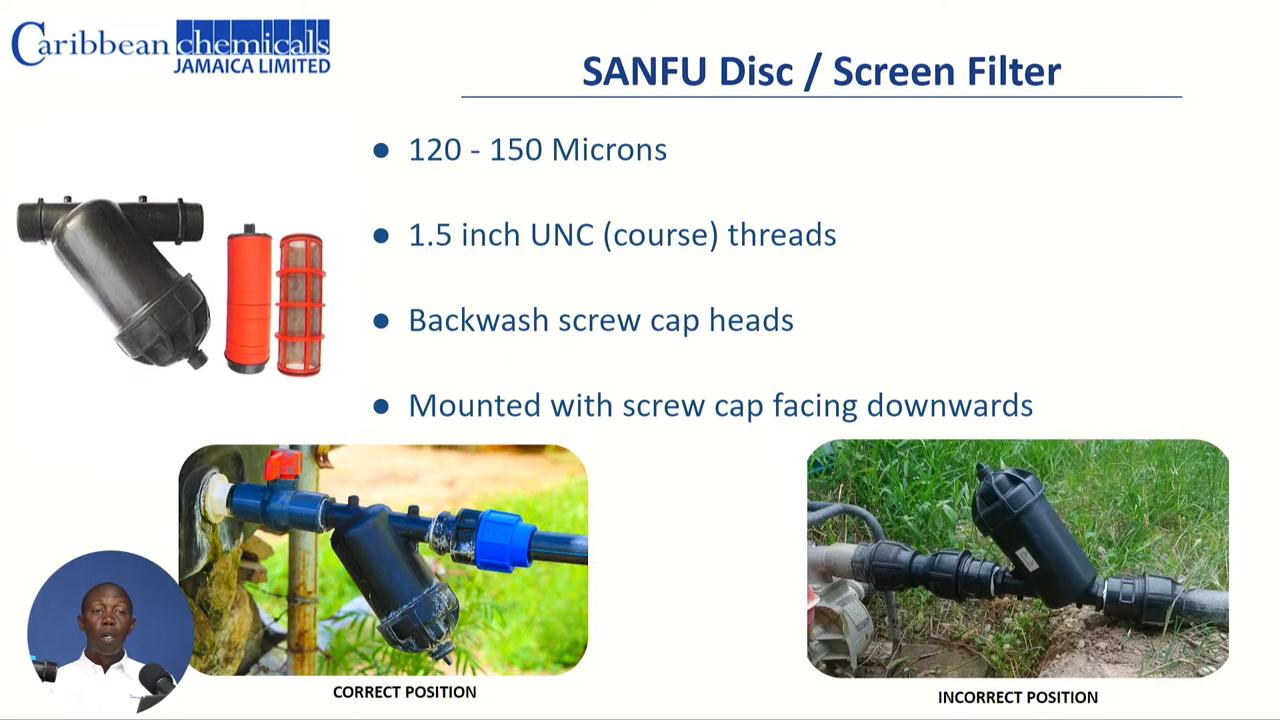 Caribbean chemicals
JAMAICA LIMITED
SANFU Disc / Screen Filter
● 120 - 150 Microns
● 1.5 inch UNC (course) threads
● Backwash screw cap heads
● Mounted with screw cap facing downwards
CORRECT POSITION
INCORRECT POSITION